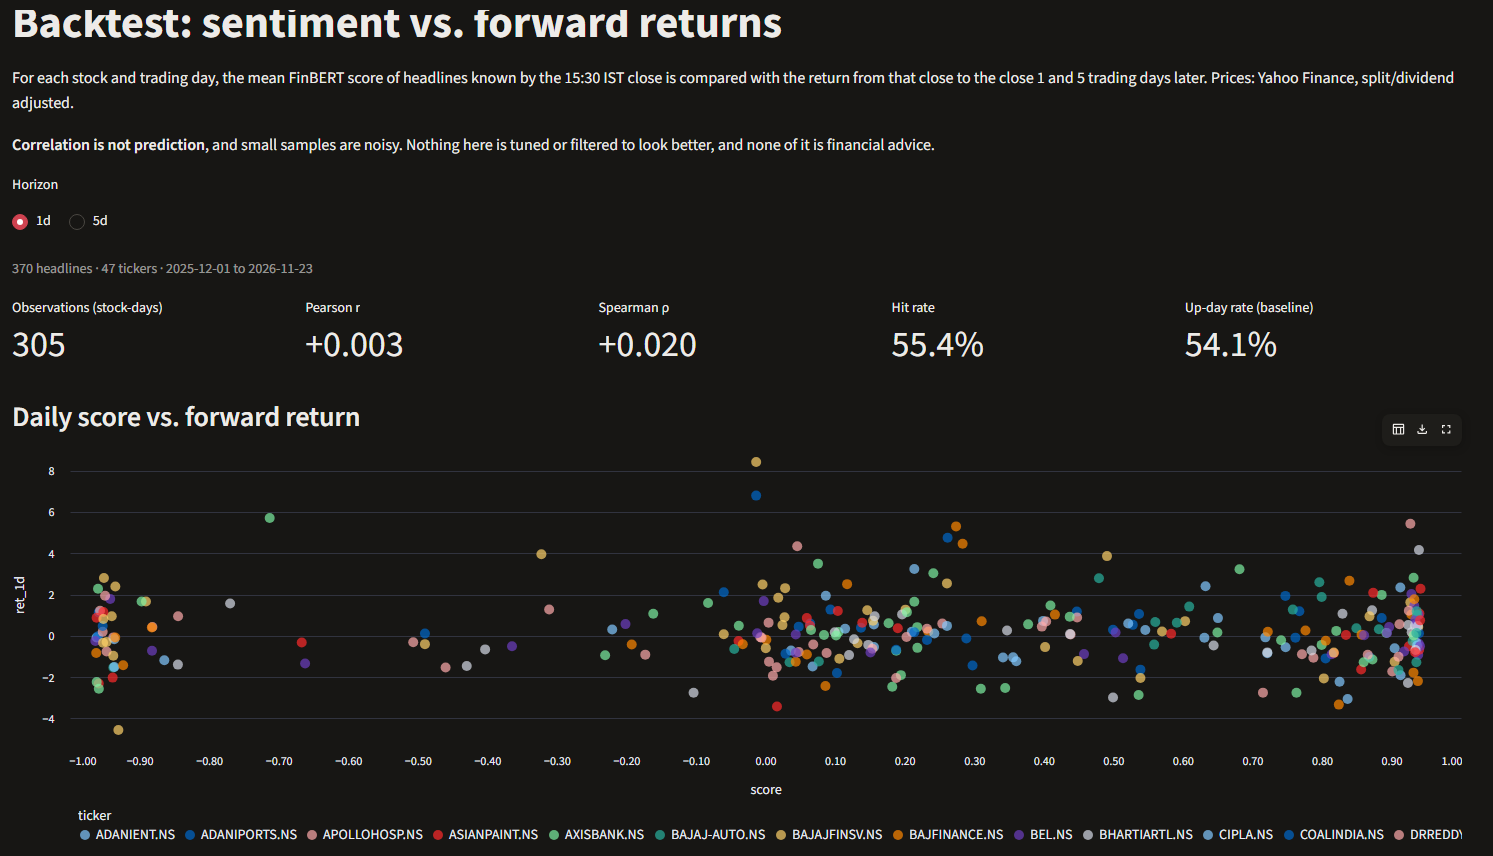 Backtest: sentiment vs. forward returns
For each stock and trading day, the mean FinBERT score of headlines known by the 15:30 IST close is compared with the return from that close to the close 1 and 5 trading days later. Prices: Yahoo Finance, split/dividend
adjusted.
Correlation is not prediction, and small samples are noisy. Nothing here is tuned or filtered to look better, and none of it is financial advice.
Horizon
1d 5d
370 headlines · 47 tickers · 2025-12-01 to 2026-11-23
Observations (stock-days) Pearson r Spearman ρ Hit rate Up-day rate (baseline)
305 +0.003 +0.020 55.4% 54.1%
Daily score vs. forward return
8
6
4
2
0
−2
−4
ret_1d
−1.00 −0.90 −0.80 −0.70 −0.60 −0.50 −0.40 −0.30 −0.20 −0.10 0.00 0.10 0.20 0.30 0.40 0.50 0.60 0.70 0.80 0.90 1.00
score
ticker
ADANIENT.NS ADANIPORTS.NS APOLLOHOSP.NS ASIANPAINT.NS AXISBANK.NS BAJAJ-AUTO.NS BAJAJFINSV.NS BAJFINANCE.NS BEL.NS BHARTIARTL.NS CIPLA.NS COALINDIA.NS DRREDDY